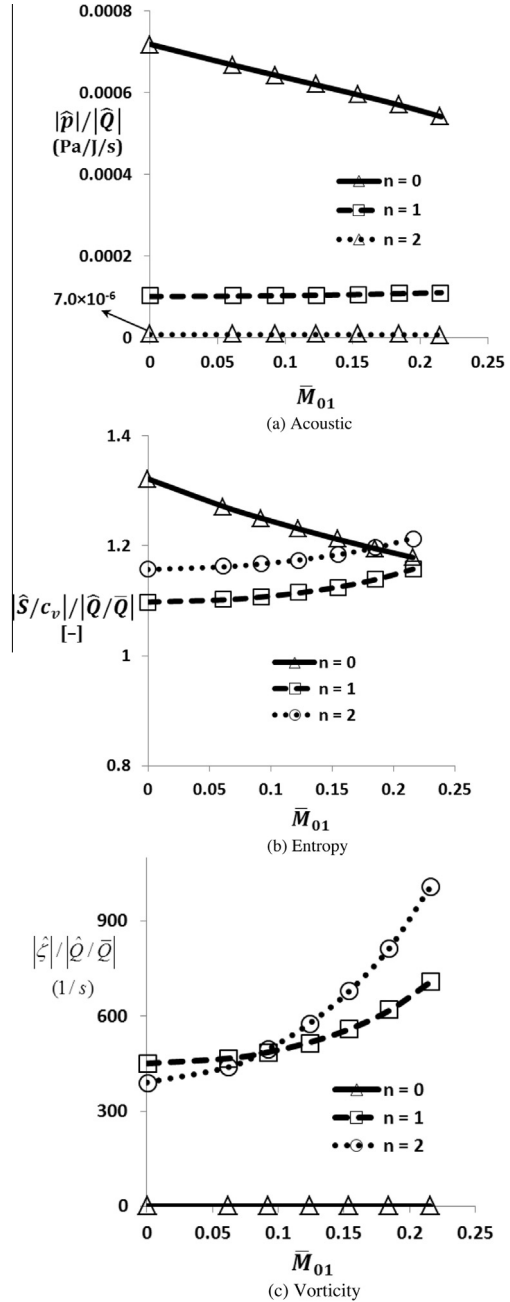 0.0008
0.0006
|p̂|/|Q̂|
(Pa/J/s)
0.0004
n = 0
n = 1
n = 2
0.0002
7.0×10⁻⁶
0
0 0.05 0.1 0.15 0.2 0.25
M̄₀₁
(a) Acoustic
1.4
1.2
|Ŝ/cᵥ|/|Q̂/Q̄|
[-]
1
n = 0
n = 1
n = 2
0.8
0 0.05 0.1 0.15 0.2 0.25
M̄₀₁
(b) Entropy
900
|ζ̂|/|Q̂/Q̄|
(1/s)
600
300
n = 0
n = 1
n = 2
0
0 0.05 0.1 0.15 0.2 0.25
M̄₀₁
(c) Vorticity